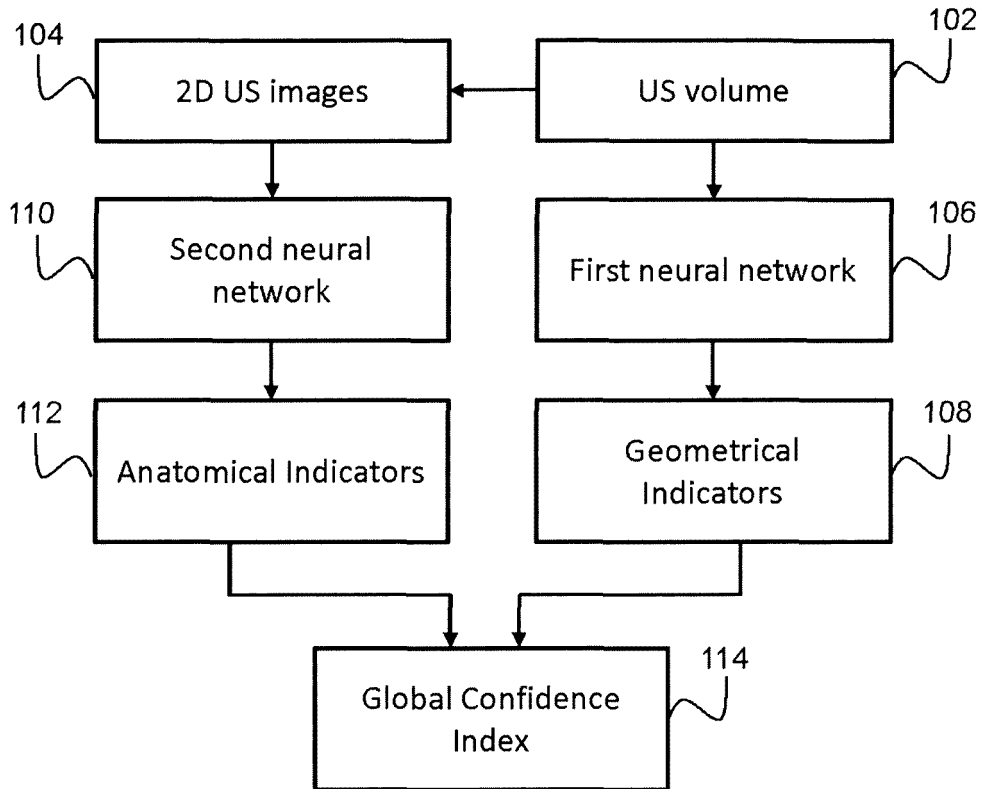 104
2D US images
US volume
102
110
Second neural
network
First neural network
106
112
Anatomical Indicators
Geometrical
Indicators
108
Global Confidence
Index
114